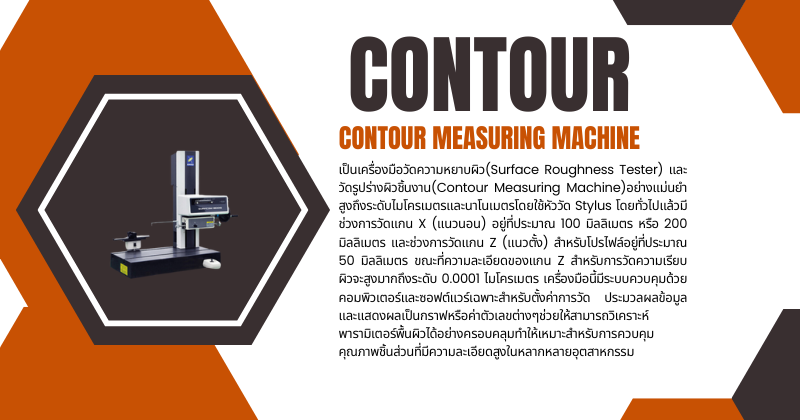 CONTOUR
CONTOUR MEASURING MACHINE
เป็นเครื่องมือวัดความหยาบผิว(Surface Roughness Tester) และ
วัดรูปร่างผิวชิ้นงาน(Contour Measuring Machine)อย่างแม่นยำ
สูงถึงระดับไมโครเมตรและนาโนเมตรโดยใช้หัววัด Stylus โดยทั่วไปแล้วมี
ช่วงการวัดแกน X (แนวนอน) อยู่ที่ประมาณ 100 มิลลิเมตร หรือ 200
มิลลิเมตร และช่วงการวัดแกน Z (แนวตั้ง) สำหรับโปรไฟล์อยู่ที่ประมาณ
50 มิลลิเมตร ขณะที่ความละเอียดของแกน Z สำหรับการวัดความเรียบ
ผิวจะสูงมากถึงระดับ 0.0001 ไมโครเมตร เครื่องมือนี้มีระบบควบคุมด้วย
คอมพิวเตอร์และซอฟต์แวร์เฉพาะสำหรับตั้งค่าการวัด ประมวลผลข้อมูล
และแสดงผลเป็นกราฟหรือค่าตัวเลขต่างๆช่วยให้สามารถวิเคราะห์
พารามิเตอร์พื้นผิวได้อย่างครอบคลุมทำให้เหมาะสำหรับการควบคุม
คุณภาพชิ้นส่วนที่มีความละเอียดสูงในหลากหลายอุตสาหกรรม